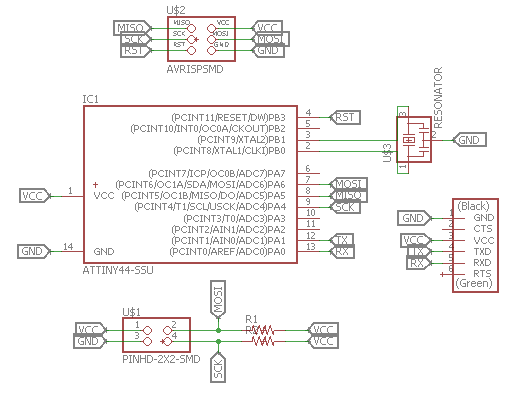 U$2
MISO MISO VCC VCC
SCK SCK MOSI MOSI
RST RST GND GND
AVRISPSMD
IC1
(PCINT11/RESET/DW)PB3 4 RST
(PCINT10/INT0/OC0A/CKOUT)PB2 5
(PCINT9/XTAL2)PB1 3
(PCINT8/XTAL1/CLKI)PB0 2
RESONATOR
U$3
3
2
1
GND
(PCINT7/ICP/OC0B/ADC7)PA7 6
(PCINT6/OC1A/SDA/MOSI/ADC6)PA6 7 MOSI
(PCINT5/OC1B/MISO/DO/ADC5)PA5 8 MISO
(PCINT4/T1/SCL/USCK/ADC4)PA4 9 SCK
(PCINT3/T0/ADC3)PA3 10
(PCINT2/AIN1/ADC2)PA2 11
(PCINT1/AIN0/ADC1)PA1 12 TX
(PCINT0/AREF/ADC0)PA0 13 RX
VCC 1 VCC
GND 14 GND
ATTINY44-SSU
(Black)
GND 1 GND
2 CTS
VCC 3 VCC
TX 4 TXD
RX 5 RXD
6 RTS
(Green)
MOSI
U$1
VCC 1 2
GND 3 4
PINHD-2X2-SMD
R1
VCC
VCC
SCK